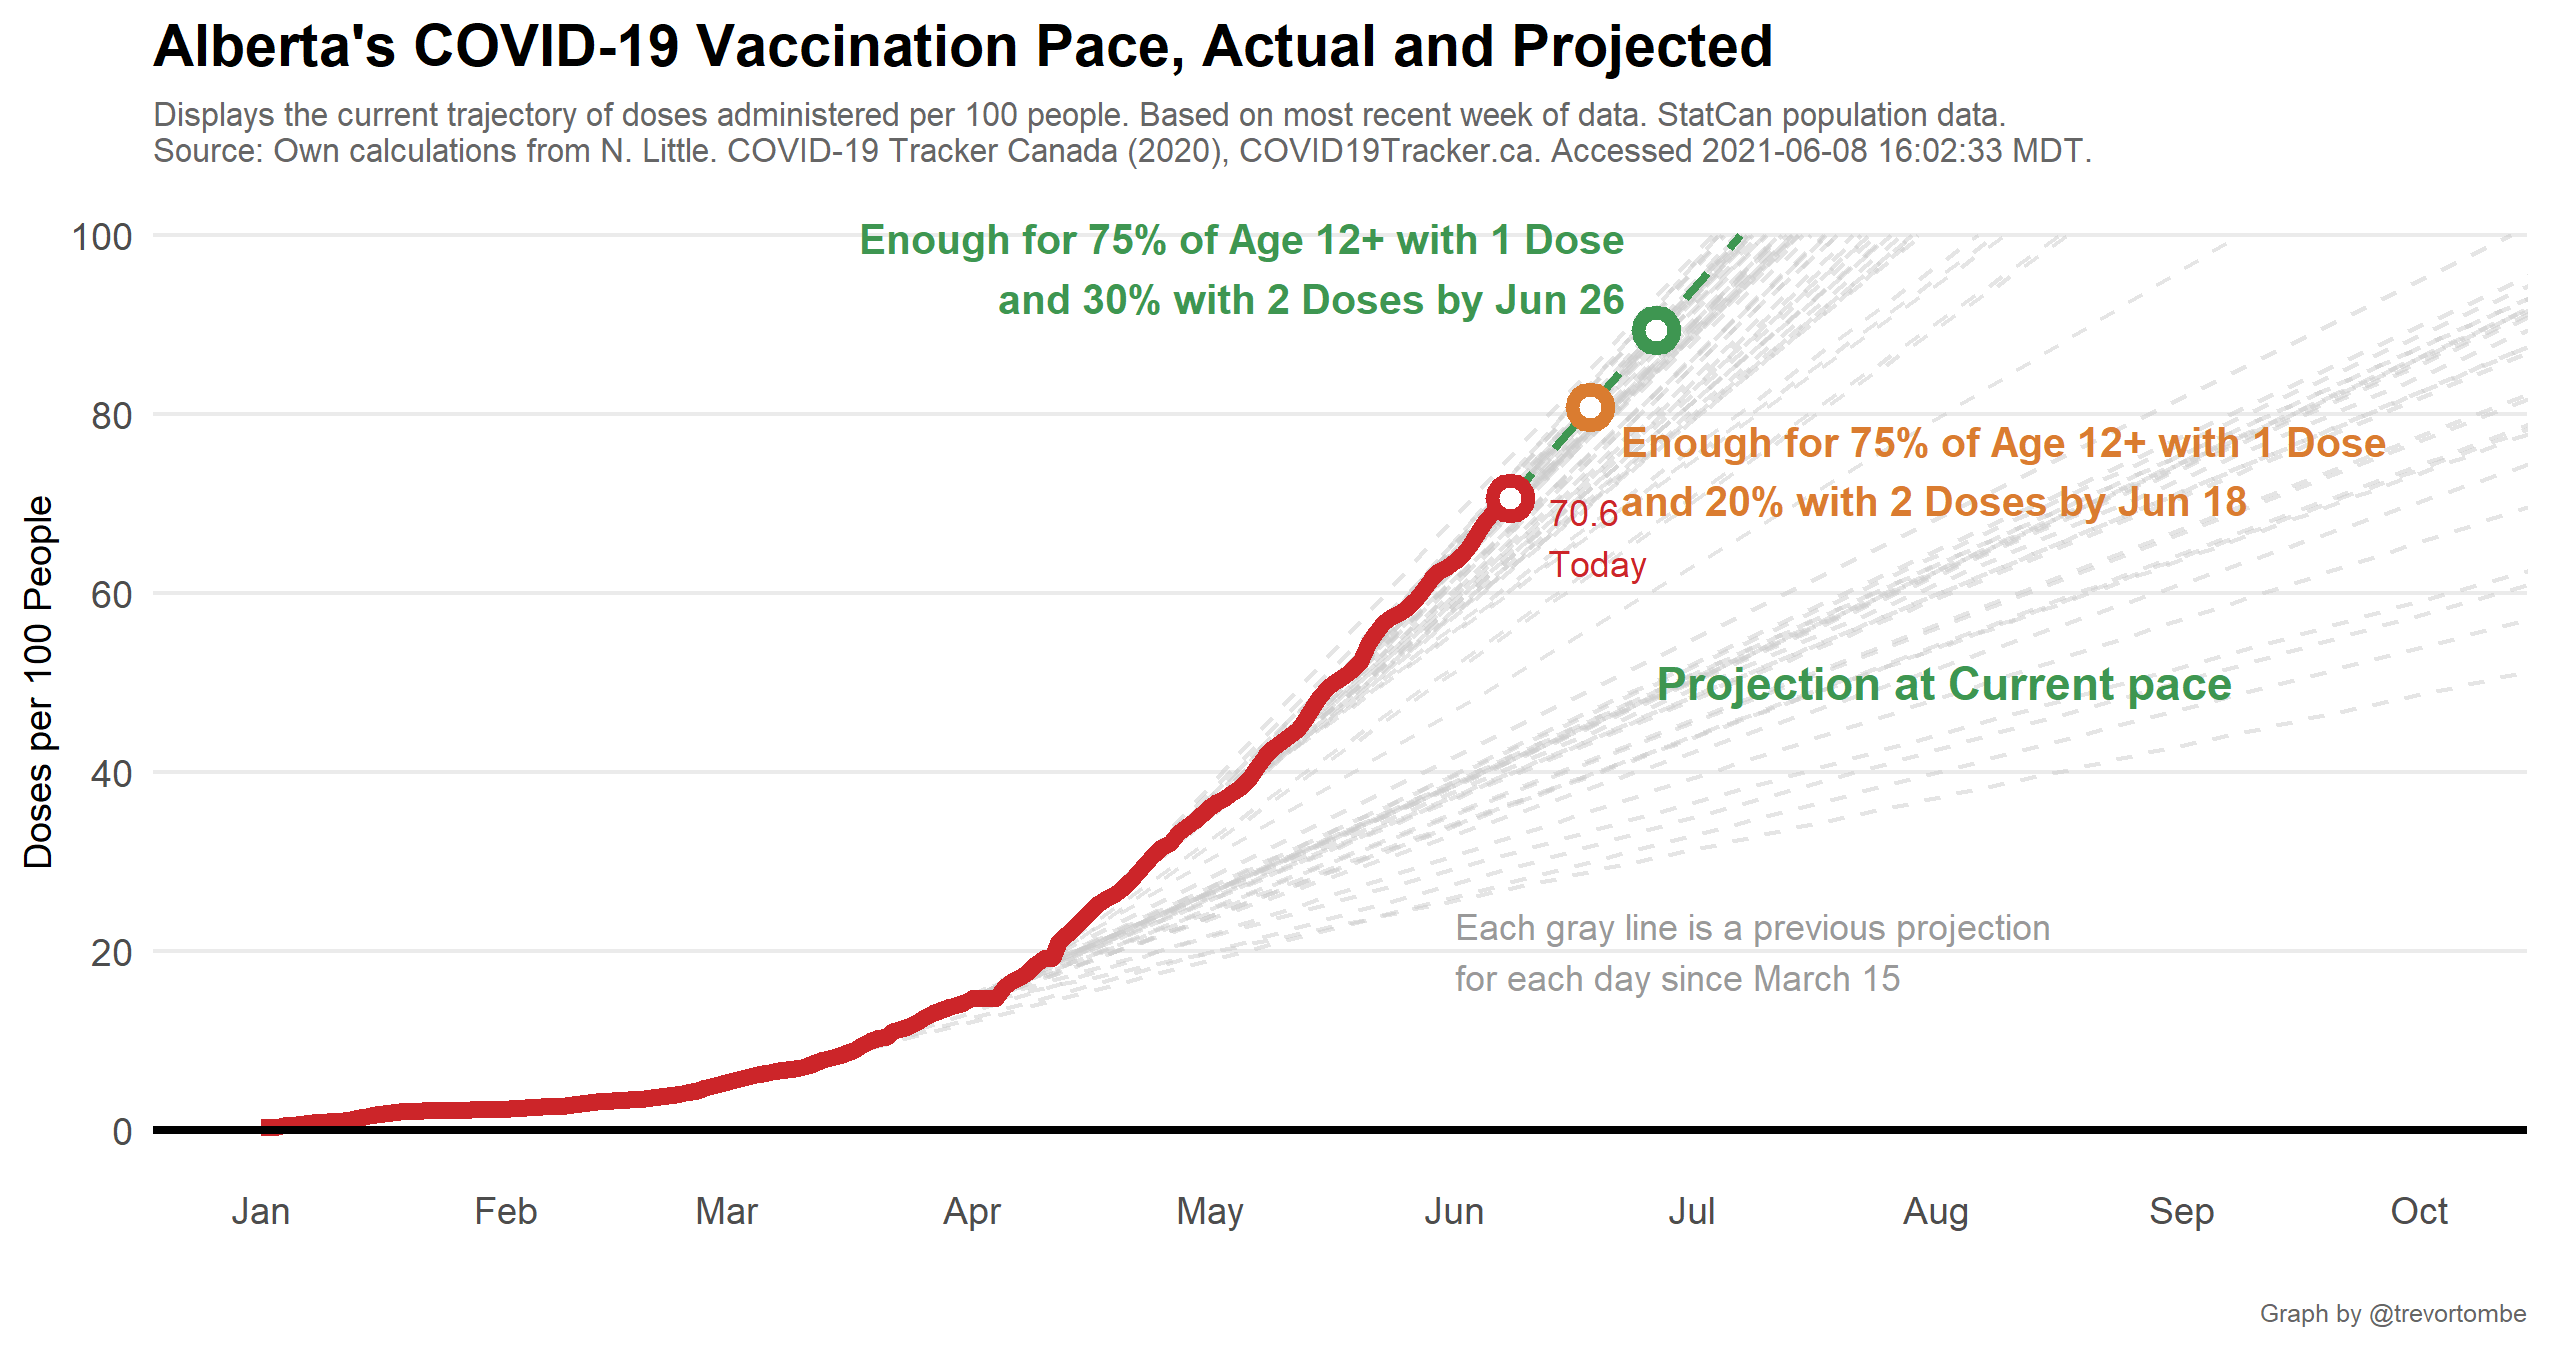 Alberta's COVID-19 Vaccination Pace, Actual and Projected
Displays the current trajectory of doses administered per 100 people. Based on most recent week of data. StatCan population data.
Source: Own calculations from N. Little. COVID-19 Tracker Canada (2020), COVID19Tracker.ca. Accessed 2021-06-08 16:02:33 MDT.
Doses per 100 People
100
80
60
40
20
0
Enough for 75% of Age 12+ with 1 Dose
and 30% with 2 Doses by Jun 26
Enough for 75% of Age 12+ with 1 Dose
and 20% with 2 Doses by Jun 18
70.6
Today
Projection at Current pace
Each gray line is a previous projection
for each day since March 15
Jan
Feb
Mar
Apr
May
Jun
Jul
Aug
Sep
Oct
Graph by @trevortombe